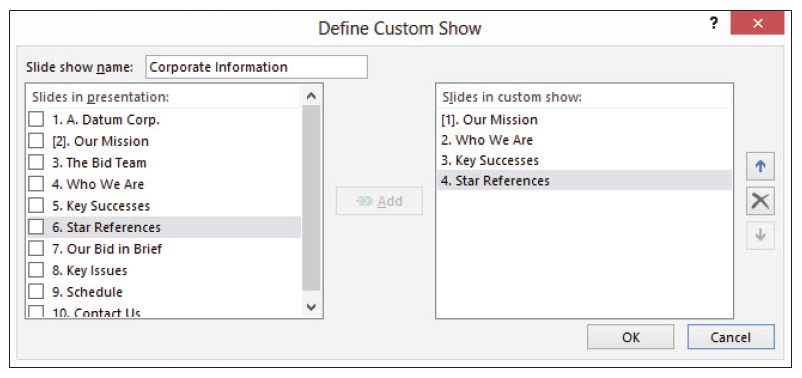 Define Custom Show
?
Slide show name: Corporate Information
Slides in presentation:
1. A. Datum Corp.
[2]. Our Mission
3. The Bid Team
4. Who We Are
5. Key Successes
6. Star References
7. Our Bid in Brief
8. Key Issues
9. Schedule
10. Contact Us
Add
Slides in custom show:
[1]. Our Mission
2. Who We Are
3. Key Successes
4. Star References
OK
Cancel